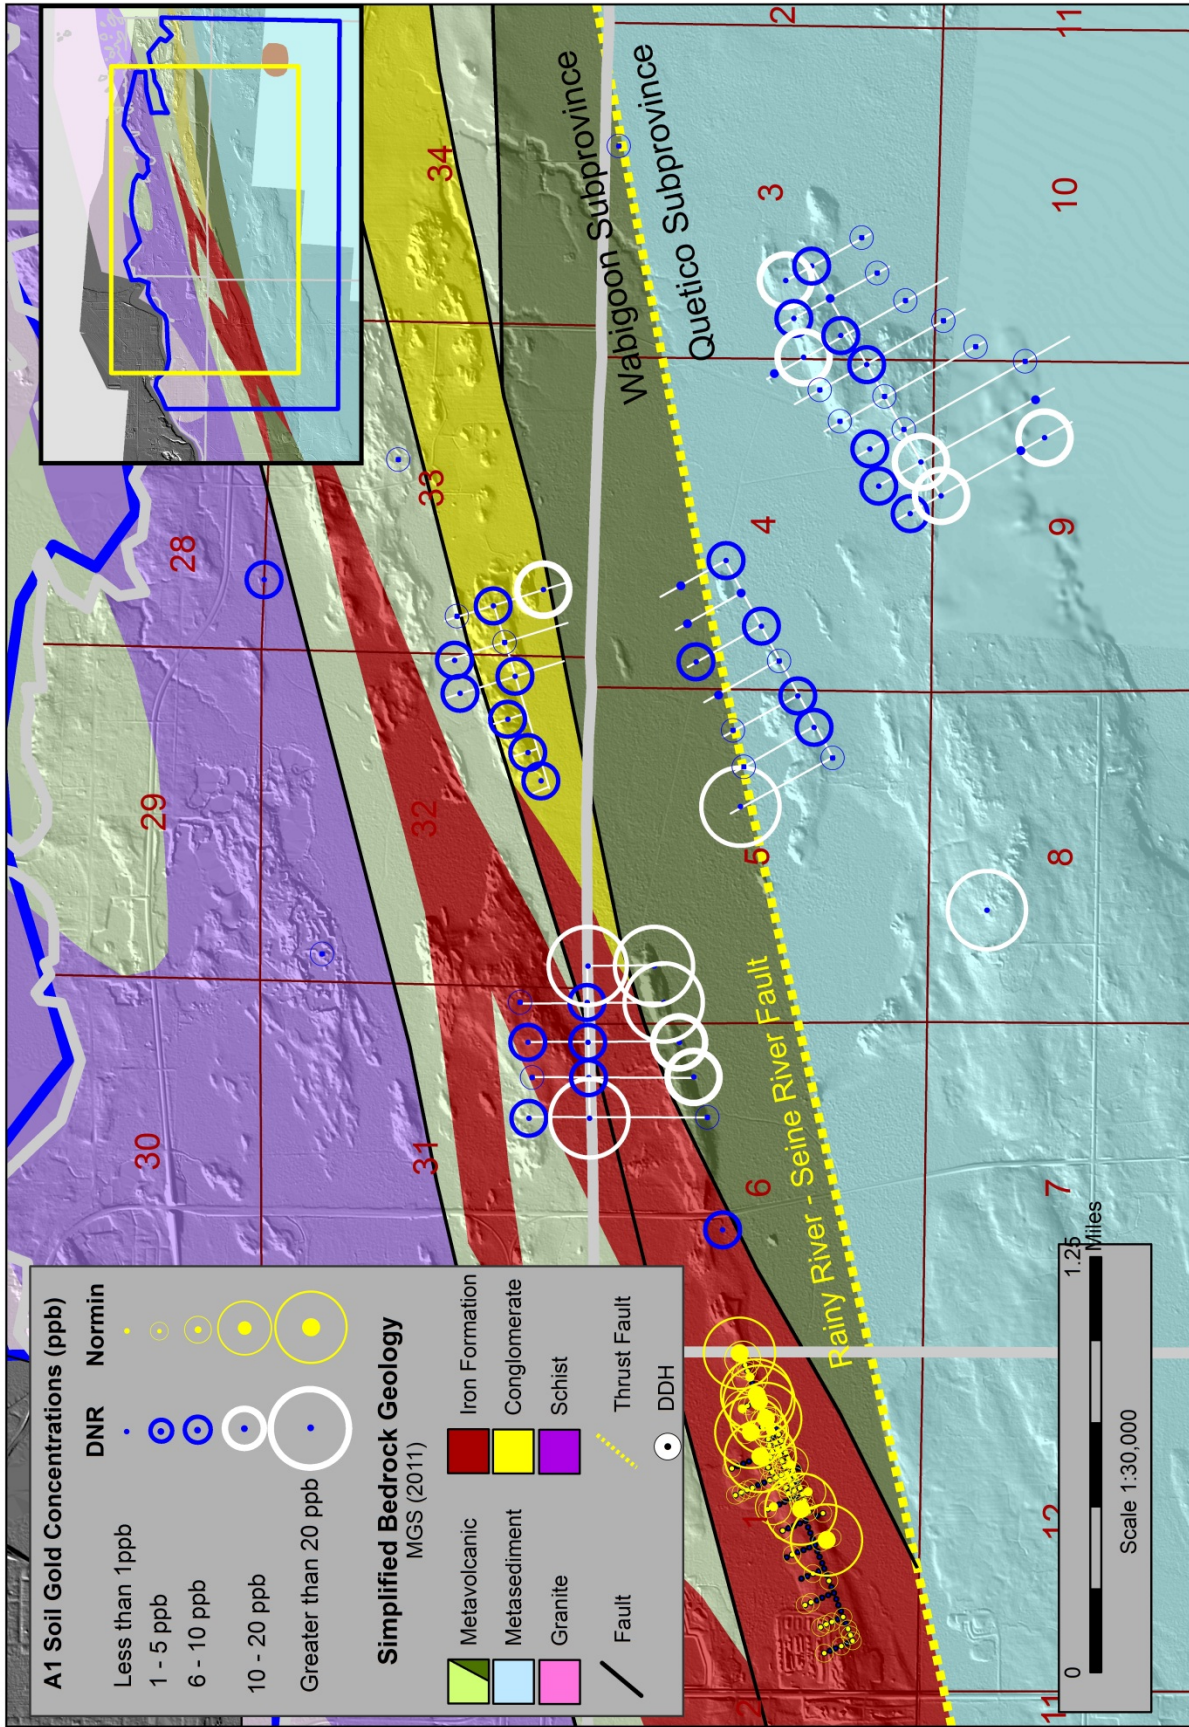 A1 Soil Gold Concentrations (ppb)
DNR Normin
Less than 1ppb
1 - 5 ppb
6 - 10 ppb
10 - 20 ppb
Greater than 20 ppb
Simplified Bedrock Geology
MGS (2011)
Metavolcanic
Iron Formation
Metasediment
Conglomerate
Granite
Schist
Fault
Thrust Fault
DDH
30
29
28
31
32
33
34
Wabigoon Subprovince
Quetico Subprovince
Rainy River - Seine River Fault
2
1
6
5
4
3
2
11
12
7
8
9
10
11
0
1.25
Miles
Scale 1:30,000